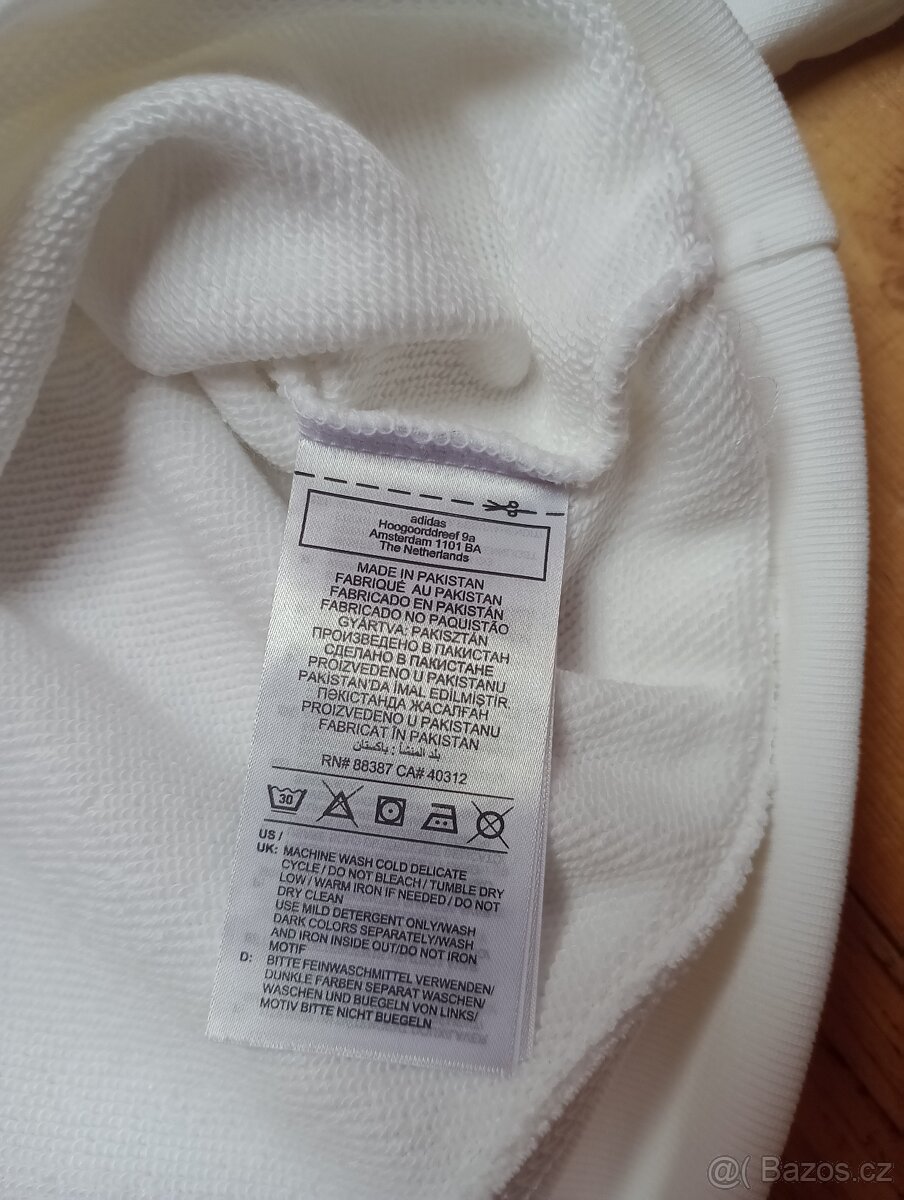 adidas
Hoogoorddreef 9a
Amsterdam 1101 BA
The Netherlands
MADE IN PAKISTAN
FABRIQUÉ AU PAKISTAN
FABRICADO EN PAKISTÁN
FABRICADO NO PAQUISTÃO
GYÁRTVA: PAKISZTÁN
ПРОИЗВЕДЕНО В ПАКИСТАН
СДЕЛАНО В ПАКИСТАНЕ
PROIZVEDENO U PAKISTANU
PAKISTAN'DA İMAL EDİLMİŞTİR.
ПӘКІСТАНДА ЖАСАЛҒАН
PROIZVEDENO U PAKISTANU
FABRICAT ÎN PAKISTAN
بلد المنشأ : باكستان
RN# 88387 CA# 40312
30
US /
UK: MACHINE WASH COLD DELICATE
CYCLE / DO NOT BLEACH / TUMBLE DRY
LOW / WARM IRON IF NEEDED / DO NOT
DRY CLEAN
USE MILD DETERGENT ONLY/WASH
DARK COLORS SEPARATELY/WASH
AND IRON INSIDE OUT/DO NOT IRON
MOTIF
D: BITTE FEINWASCHMITTEL VERWENDEN/
DUNKLE FARBEN SEPARAT WASCHEN/
WASCHEN UND BUEGELN VON LINKS/
MOTIV BITTE NICHT BUEGELN
@( Bazos.cz